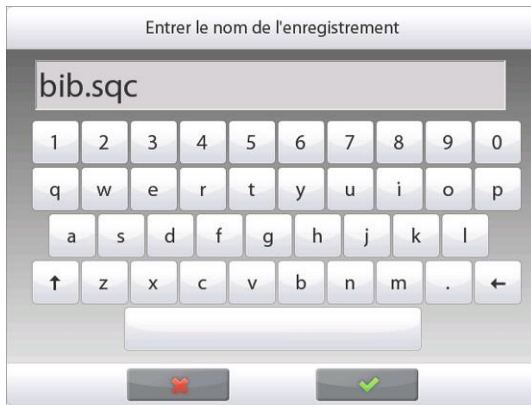 Entrer le nom de l'enregistrement
bib.sqc
1 2 3 4 5 6 7 8 9 0
q w e r t y u i o p
a s d f g h j k l
↑ z x c v b n m . ←